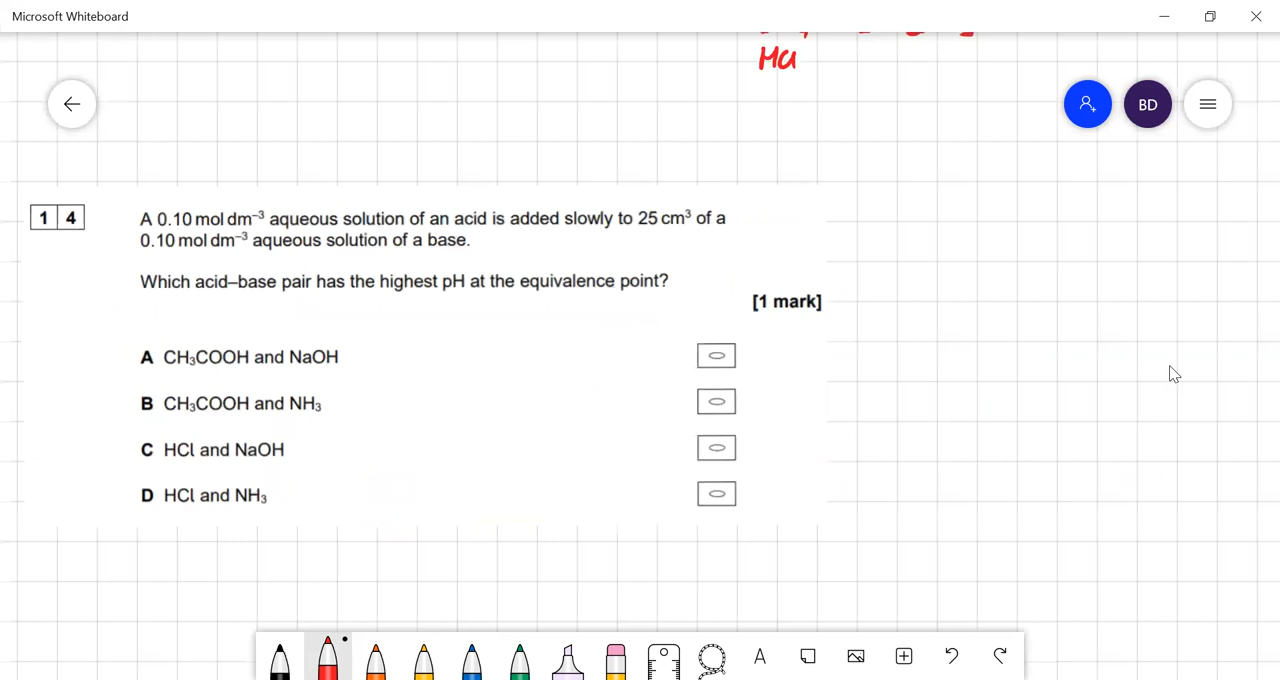 Microsoft Whiteboard
BD
1 4
A 0.10 mol dm⁻³ aqueous solution of an acid is added slowly to 25 cm³ of a
0.10 mol dm⁻³ aqueous solution of a base.
Which acid–base pair has the highest pH at the equivalence point?
[1 mark]
A CH₃COOH and NaOH
B CH₃COOH and NH₃
C HCl and NaOH
D HCl and NH₃
A